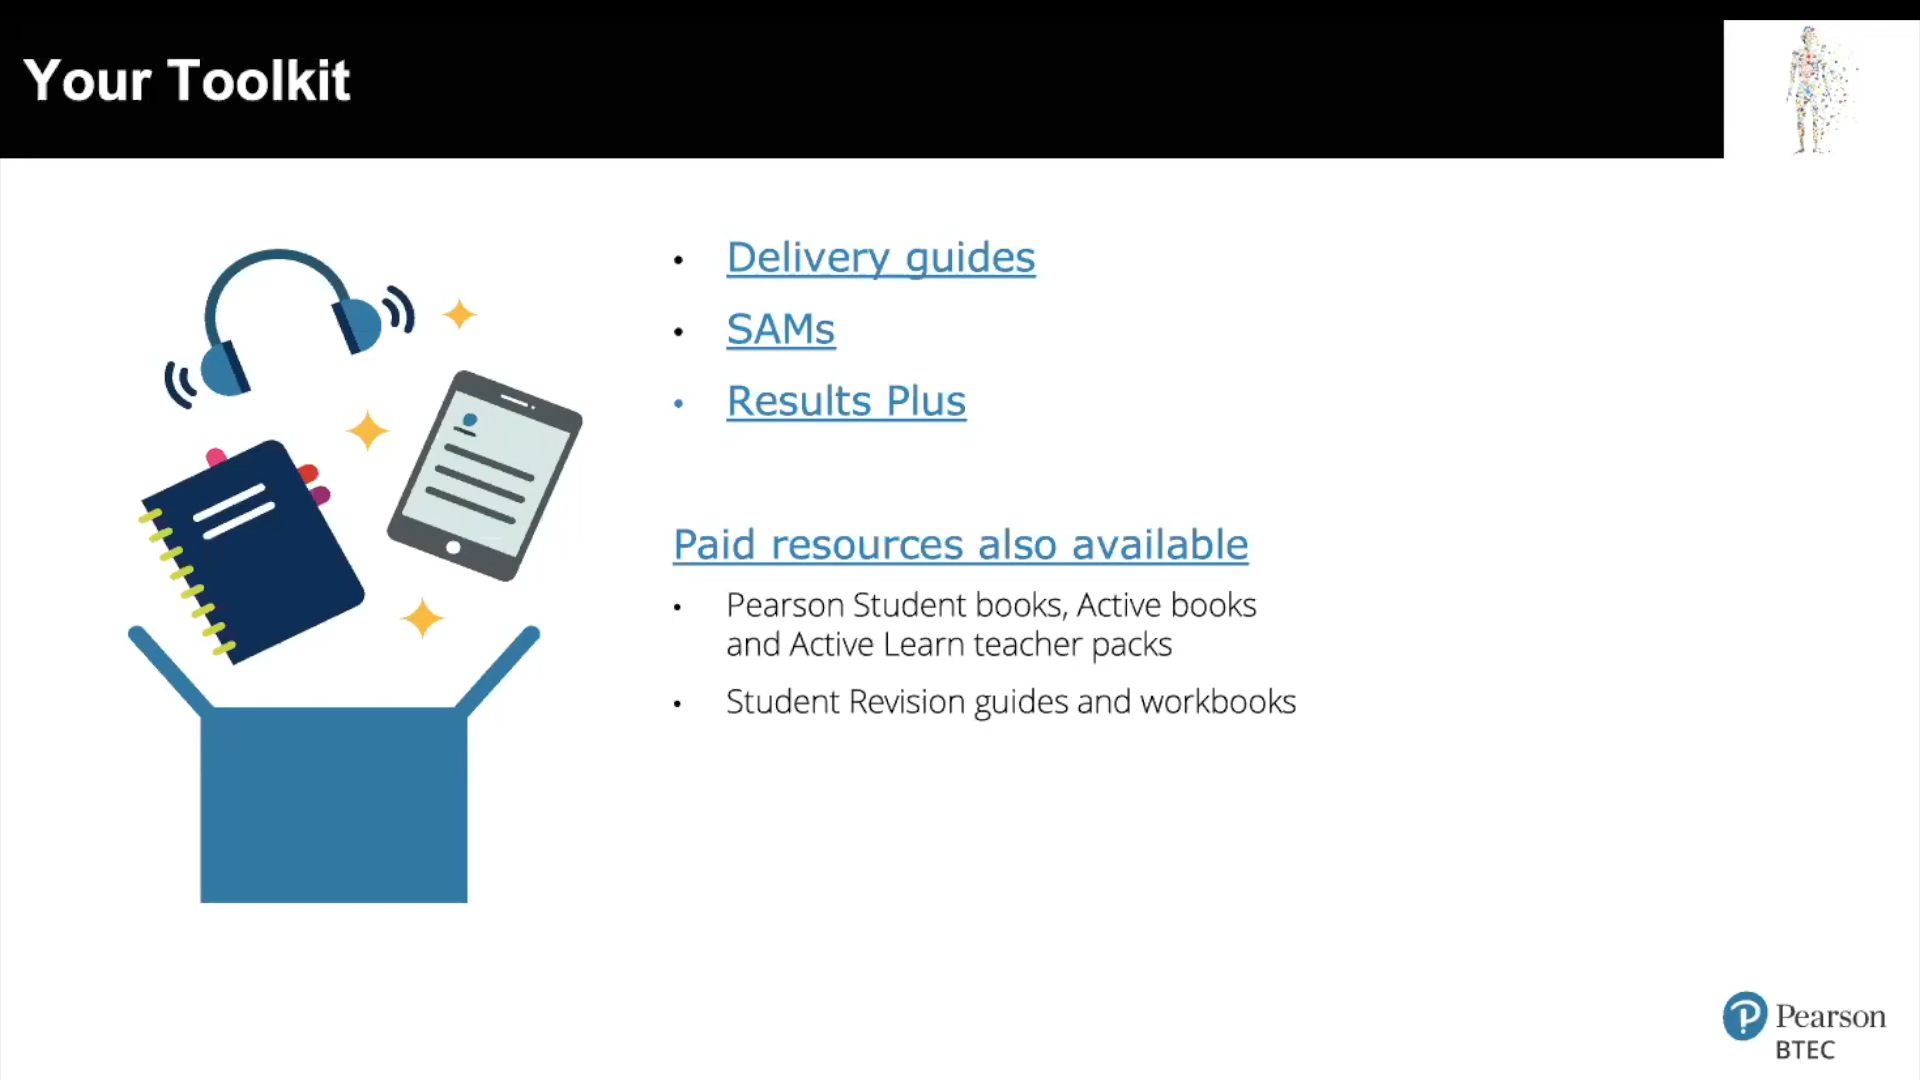 Your Toolkit
• Delivery guides
• SAMs
• Results Plus
Paid resources also available
• Pearson Student books, Active books
and Active Learn teacher packs
• Student Revision guides and workbooks
Pearson
BTEC